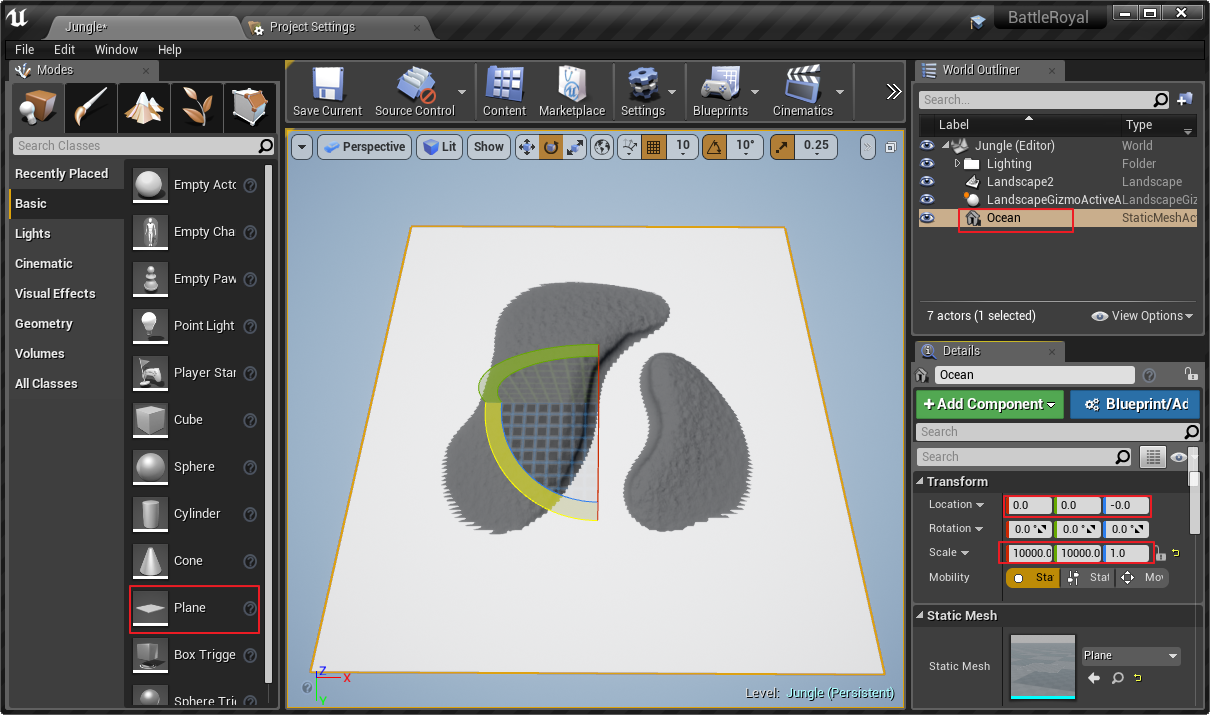 Jungle*
Project Settings
BattleRoyal
File Edit Window Help
Modes
Search Classes
Recently Placed
Basic
Lights
Cinematic
Visual Effects
Geometry
Volumes
All Classes
Empty Acto
Empty Cha
Empty Paw
Point Light
Player Star
Cube
Sphere
Cylinder
Cone
Plane
Box Trigge
Sphere Tri
Save Current
Source Control
Content
Marketplace
Settings
Blueprints
Cinematics
Perspective
Lit
Show
10
10°
0.25
Z
X
Y
Level: Jungle (Persistent)
World Outliner
Search...
Label Type
Jungle (Editor) World
Lighting Folder
Landscape2 Landscape
LandscapeGizmoActiveA LandscapeGiz
Ocean StaticMeshAct
7 actors (1 selected)
View Options
Details
Ocean
+ Add Component
Blueprint/Ad
Search
Search
Transform
Location 0.0 0.0 -0.0
Rotation 0.0 ° 0.0 ° 0.0 °
Scale 10000.0 10000.0 1.0
Mobility Sta Stat Mov
Static Mesh
Static Mesh
Plane